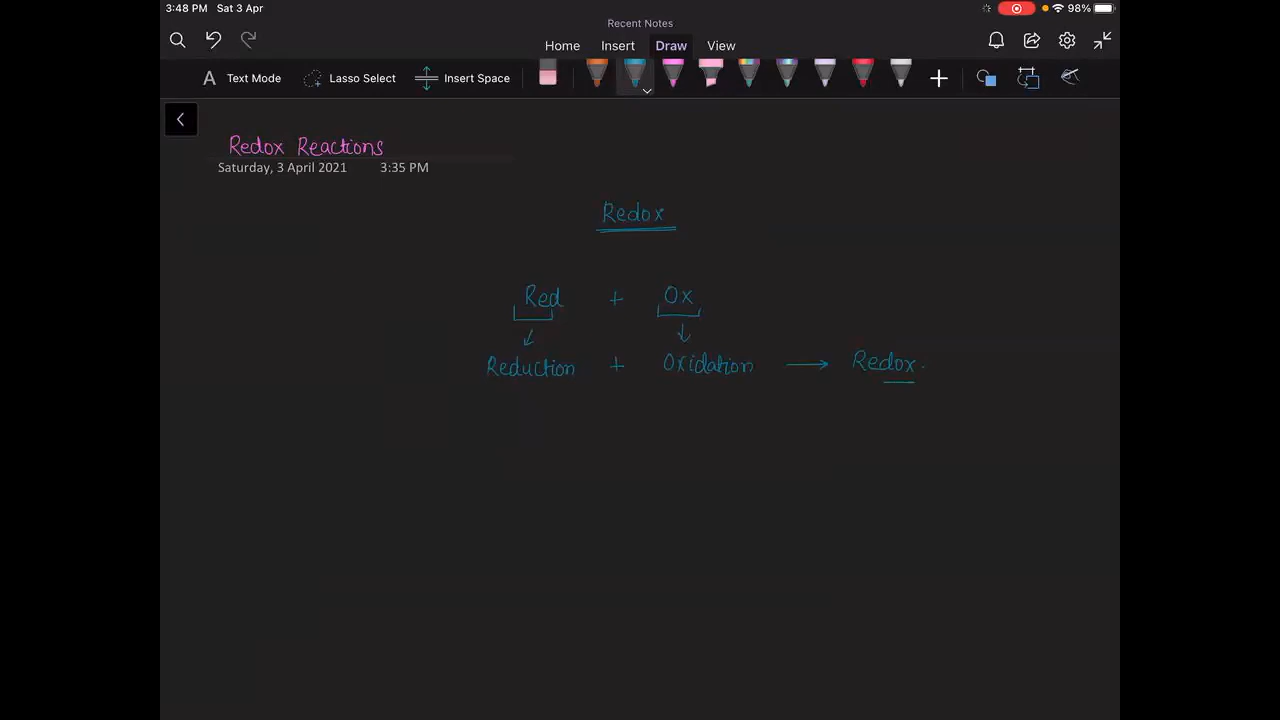 3:48 PM Sat 3 Apr 98%
Recent Notes
Home Insert Draw View
A Text Mode Lasso Select Insert Space
Redox Reactions
Saturday, 3 April 2021 3:35 PM
Redox
Red + Ox
Reduction + Oxidation → Redox.